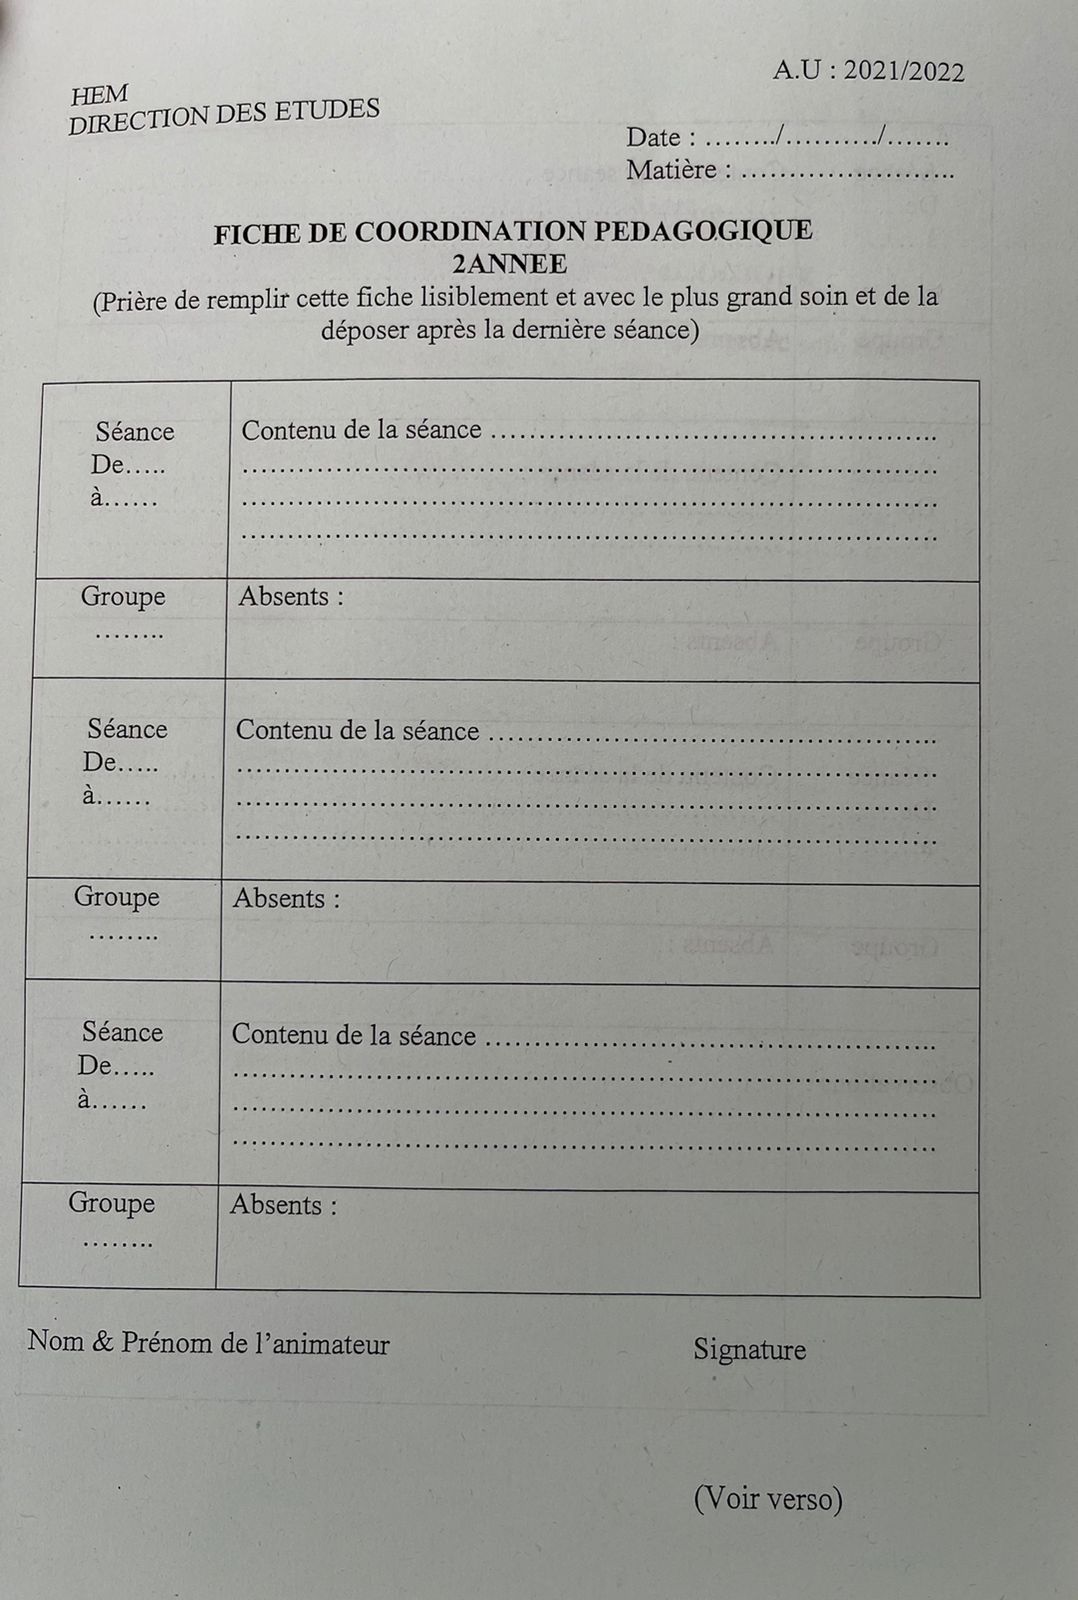 A.U : 2021/2022
HEM
DIRECTION DES ETUDES
Date : ......../........../.......
Matière : ......................
FICHE DE COORDINATION PEDAGOGIQUE
2ANNEE
(Prière de remplir cette fiche lisiblement et avec le plus grand soin et de la
déposer après la dernière séance)
Séance
De.....
à......
Contenu de la séance ..............................................
........................................................................
........................................................................
........................................................................
Groupe
........
Absents :
Séance
De.....
à......
Contenu de la séance ..............................................
........................................................................
........................................................................
........................................................................
Groupe
........
Absents :
Séance
De.....
à......
Contenu de la séance ..............................................
........................................................................
........................................................................
........................................................................
Groupe
........
Absents :
Nom & Prénom de l'animateur
Signature
(Voir verso)